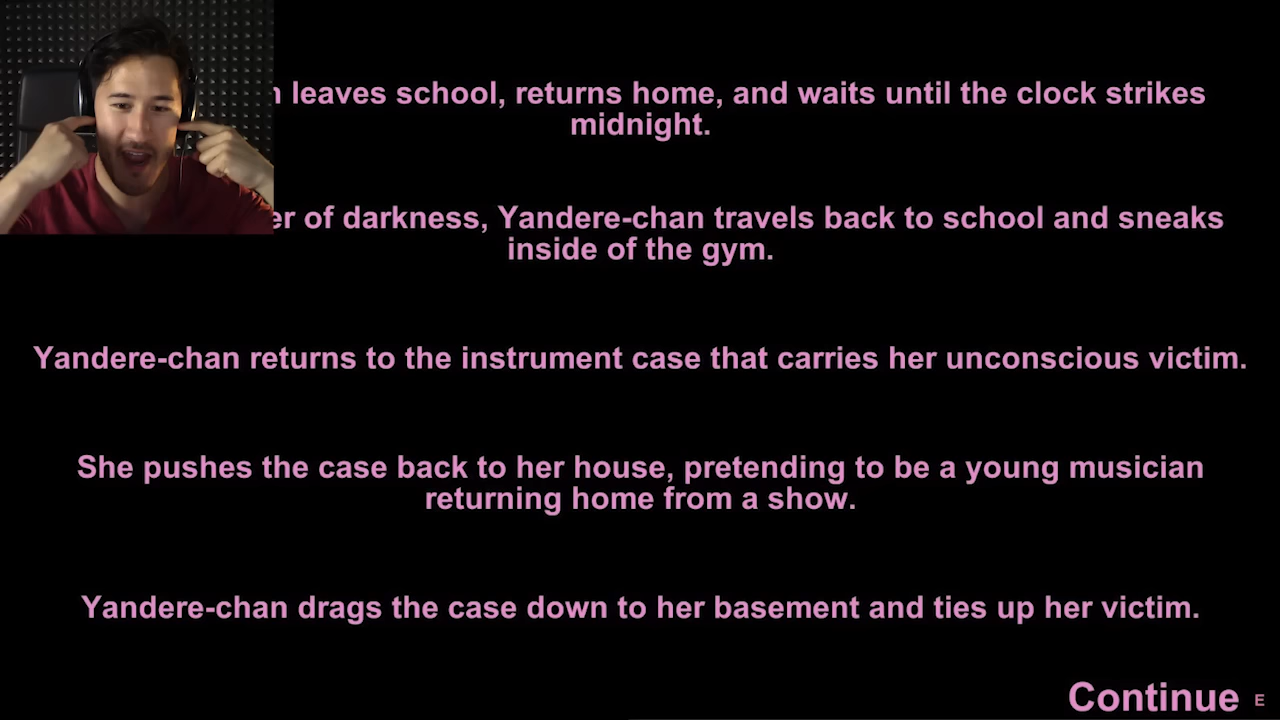 leaves school, returns home, and waits until the clock strikes
midnight.
of darkness, Yandere-chan travels back to school and sneaks
inside of the gym.
Yandere-chan returns to the instrument case that carries her unconscious victim.
She pushes the case back to her house, pretending to be a young musician
returning home from a show.
Yandere-chan drags the case down to her basement and ties up her victim.
Continue E